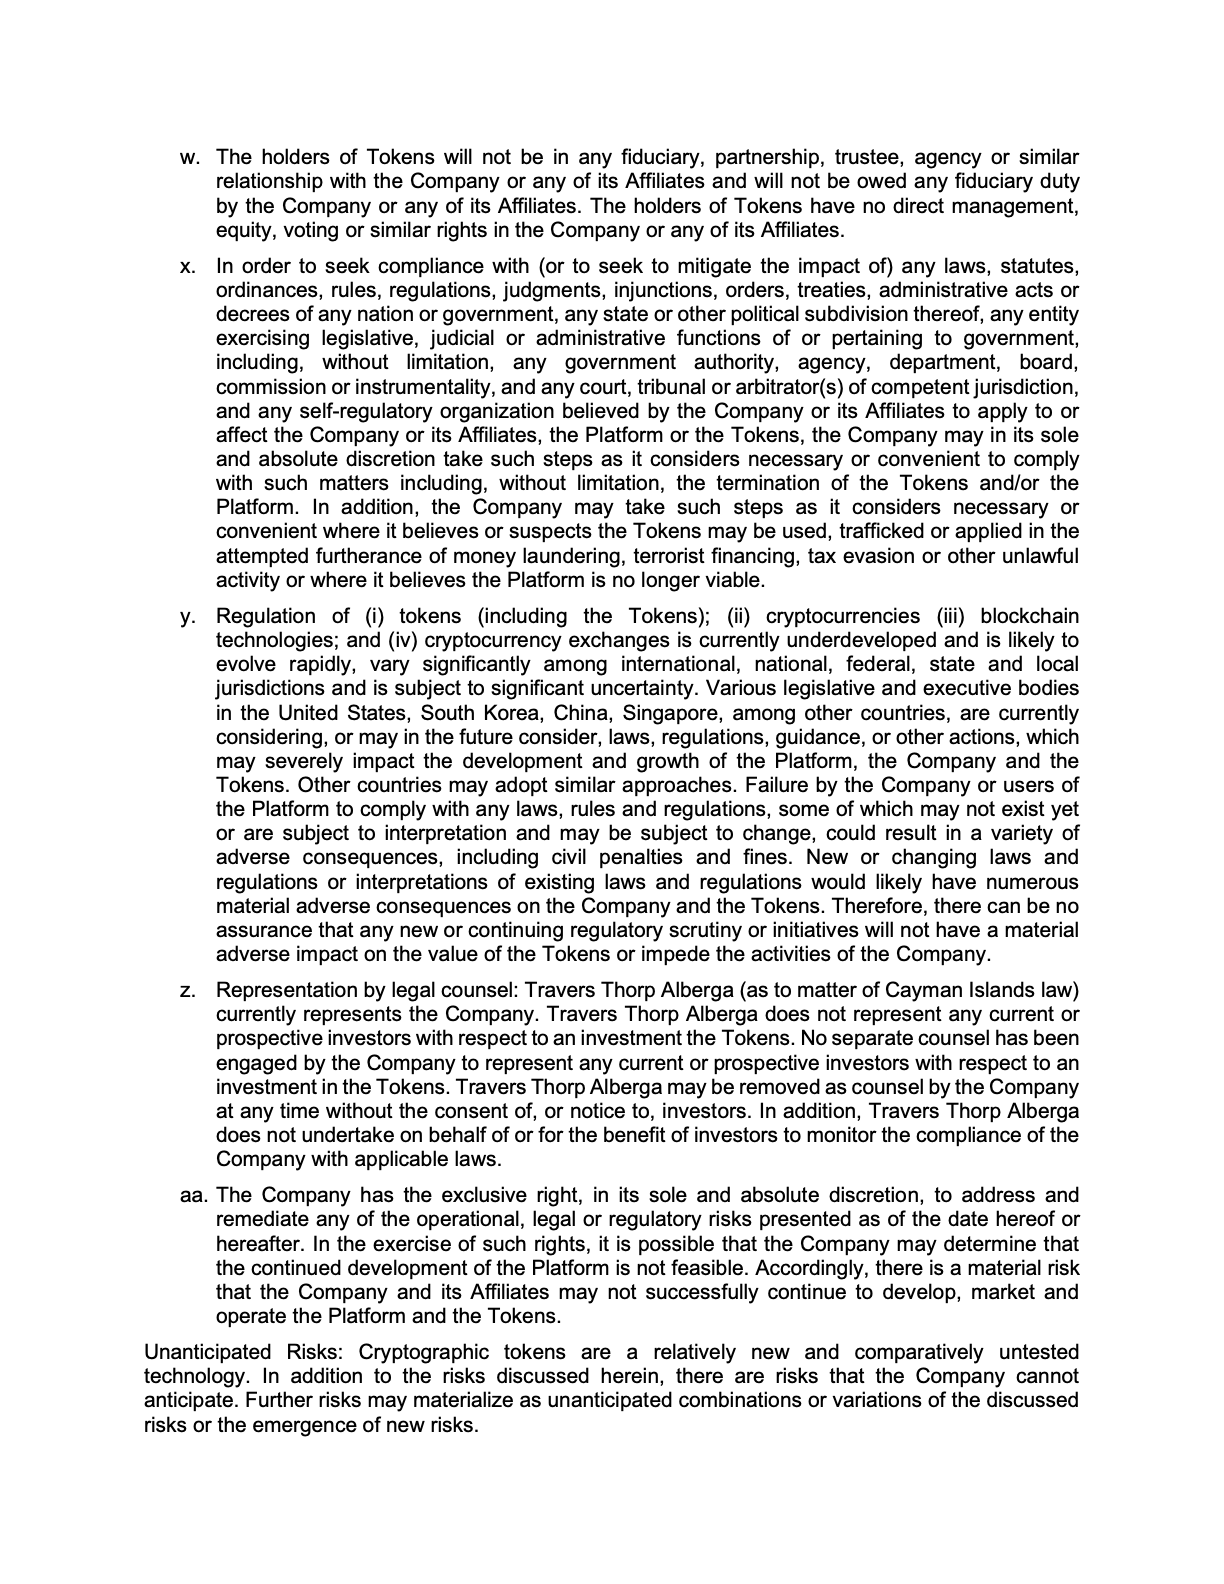 w. The holders of Tokens will not be in any fiduciary, partnership, trustee, agency or similar
relationship with the Company or any of its Affiliates and will not be owed any fiduciary duty
by the Company or any of its Affiliates. The holders of Tokens have no direct management,
equity, voting or similar rights in the Company or any of its Affiliates.
x. In order to seek compliance with (or to seek to mitigate the impact of) any laws, statutes,
ordinances, rules, regulations, judgments, injunctions, orders, treaties, administrative acts or
decrees of any nation or government, any state or other political subdivision thereof, any entity
exercising legislative, judicial or administrative functions of or pertaining to government,
including, without limitation, any government authority, agency, department, board,
commission or instrumentality, and any court, tribunal or arbitrator(s) of competent jurisdiction,
and any self-regulatory organization believed by the Company or its Affiliates to apply to or
affect the Company or its Affiliates, the Platform or the Tokens, the Company may in its sole
and absolute discretion take such steps as it considers necessary or convenient to comply
with such matters including, without limitation, the termination of the Tokens and/or the
Platform. In addition, the Company may take such steps as it considers necessary or
convenient where it believes or suspects the Tokens may be used, trafficked or applied in the
attempted furtherance of money laundering, terrorist financing, tax evasion or other unlawful
activity or where it believes the Platform is no longer viable.
y. Regulation of (i) tokens (including the Tokens); (ii) cryptocurrencies (iii) blockchain
technologies; and (iv) cryptocurrency exchanges is currently underdeveloped and is likely to
evolve rapidly, vary significantly among international, national, federal, state and local
jurisdictions and is subject to significant uncertainty. Various legislative and executive bodies
in the United States, South Korea, China, Singapore, among other countries, are currently
considering, or may in the future consider, laws, regulations, guidance, or other actions, which
may severely impact the development and growth of the Platform, the Company and the
Tokens. Other countries may adopt similar approaches. Failure by the Company or users of
the Platform to comply with any laws, rules and regulations, some of which may not exist yet
or are subject to interpretation and may be subject to change, could result in a variety of
adverse consequences, including civil penalties and fines. New or changing laws and
regulations or interpretations of existing laws and regulations would likely have numerous
material adverse consequences on the Company and the Tokens. Therefore, there can be no
assurance that any new or continuing regulatory scrutiny or initiatives will not have a material
adverse impact on the value of the Tokens or impede the activities of the Company.
z. Representation by legal counsel: Travers Thorp Alberga (as to matter of Cayman Islands law)
currently represents the Company. Travers Thorp Alberga does not represent any current or
prospective investors with respect to an investment the Tokens. No separate counsel has been
engaged by the Company to represent any current or prospective investors with respect to an
investment in the Tokens. Travers Thorp Alberga may be removed as counsel by the Company
at any time without the consent of, or notice to, investors. In addition, Travers Thorp Alberga
does not undertake on behalf of or for the benefit of investors to monitor the compliance of the
Company with applicable laws.
aa. The Company has the exclusive right, in its sole and absolute discretion, to address and
remediate any of the operational, legal or regulatory risks presented as of the date hereof or
hereafter. In the exercise of such rights, it is possible that the Company may determine that
the continued development of the Platform is not feasible. Accordingly, there is a material risk
that the Company and its Affiliates may not successfully continue to develop, market and
operate the Platform and the Tokens.
Unanticipated Risks: Cryptographic tokens are a relatively new and comparatively untested
technology. In addition to the risks discussed herein, there are risks that the Company cannot
anticipate. Further risks may materialize as unanticipated combinations or variations of the discussed
risks or the emergence of new risks.